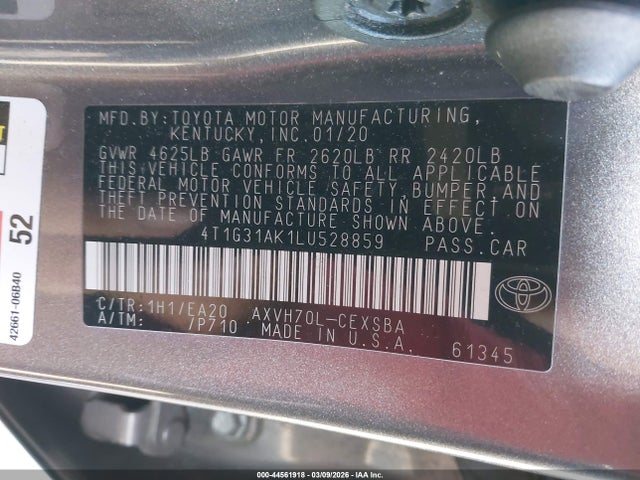 MFD.BY:TOYOTA MOTOR MANUFACTURING,
KENTUCKY,INC.01/20
GVWR 4625LB GAWR FR 2620LB RR 2420LB
THIS VEHICLE CONFORMS TO ALL APPLICABLE
FEDERAL MOTOR VEHICLE SAFETY, BUMPER AND
THEFT PREVENTION STANDARDS IN EFFECT ON
THE DATE OF MANUFACTURE SHOWN ABOVE.
4T1G31AK1LU528859 PASS.CAR
C/TR:1H1/EA20 AXVH70L-CEXSBA
A/TM: /P710 MADE IN U.S.A.
61345
TOYOTA
52
42661-06B40
000-44561918 - 03/09/2026 - IAA Inc.